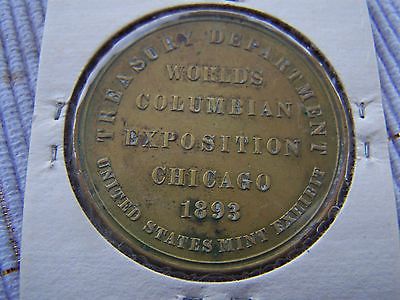 TREASURY DEPARTMENT
WORLD'S
COLUMBIAN
EXPOSITION
CHICAGO
1893
UNITED STATES MINT EXHIBIT